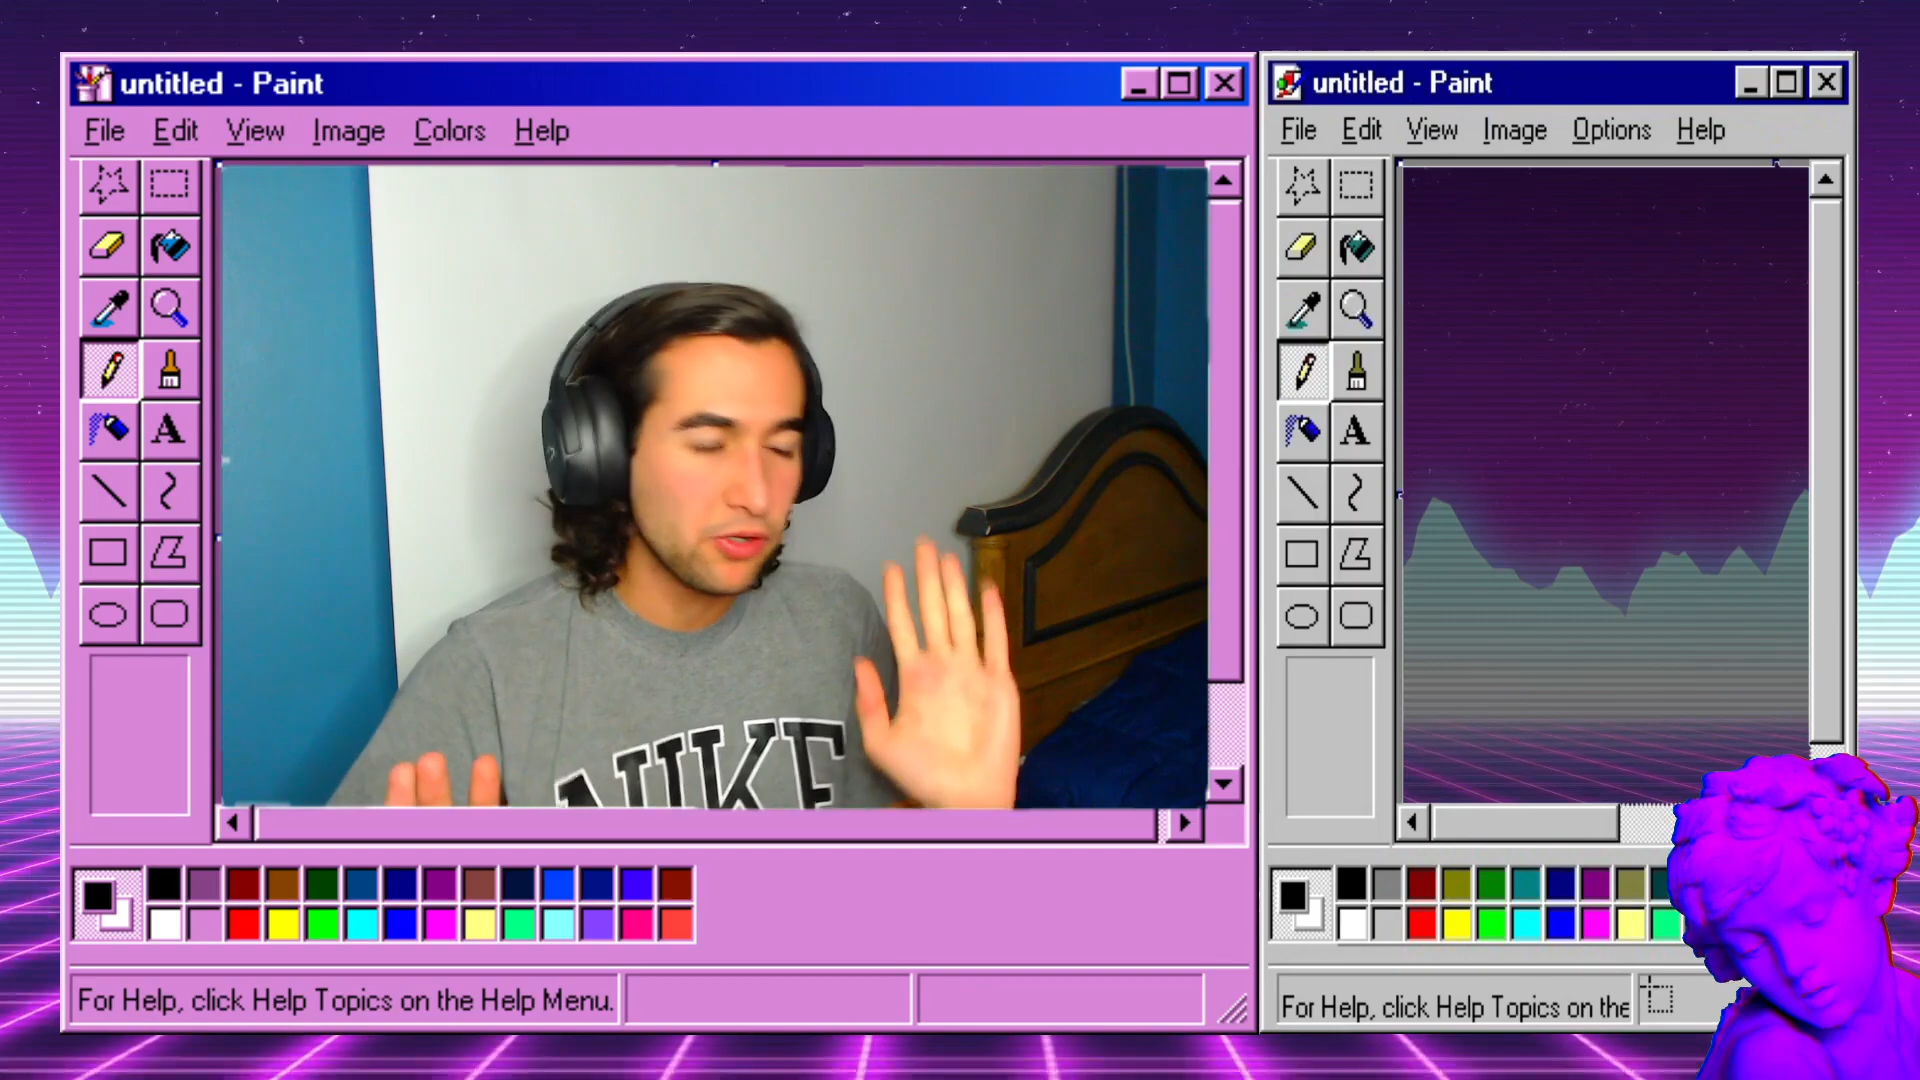 untitled - Paint
File Edit View Image Colors Help
A
NIKE
For Help, click Help Topics on the Help Menu.
untitled - Paint
File Edit View Image Options Help
A
For Help, click Help Topics on the